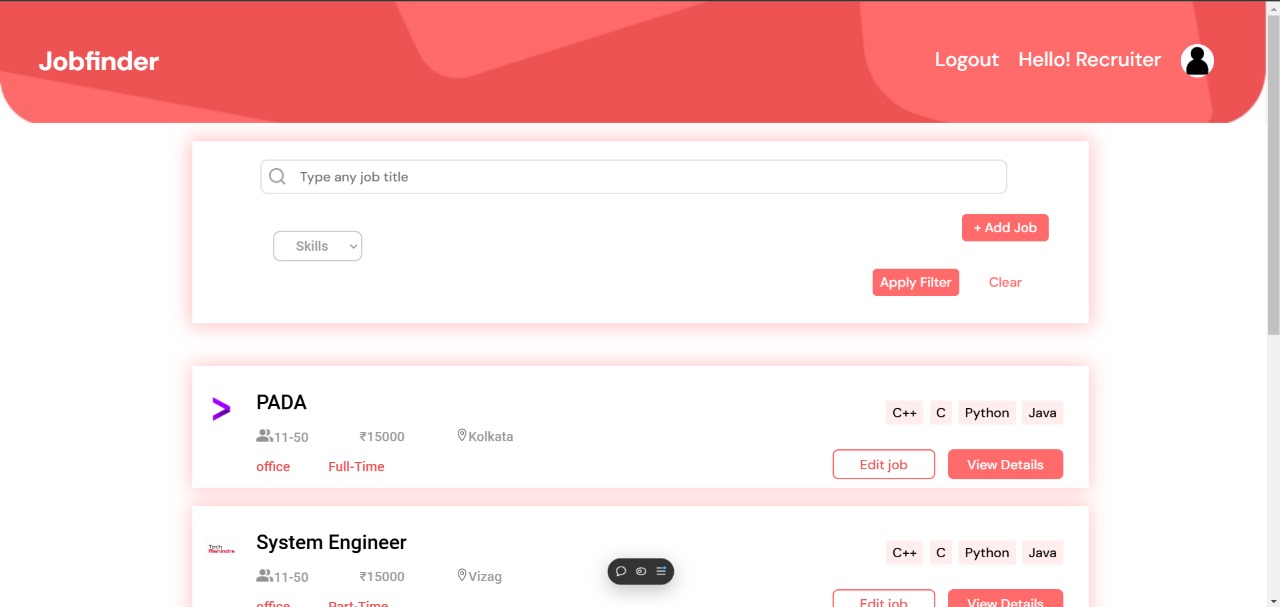 Jobfinder
Logout Hello! Recruiter
Type any job title
+ Add Job
Skills
Apply Filter Clear
PADA
C++ C Python Java
11-50 ₹15000 Kolkata
office Full-Time
Edit job View Details
Tech
Mahindra
System Engineer
C++ C Python Java
11-50 ₹15000 Vizag
office Part-Time
Edit job View Details